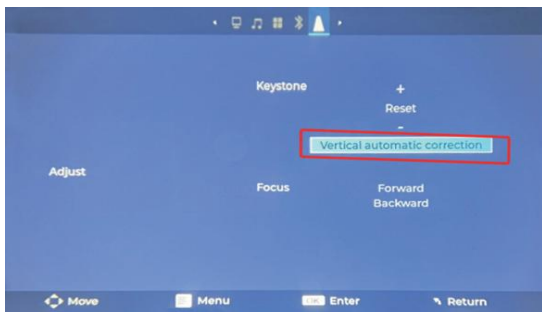 Keystone
+
Reset
-
Vertical automatic correction
Adjust
Focus
Forward
Backward
Move
Menu
OK Enter
Return